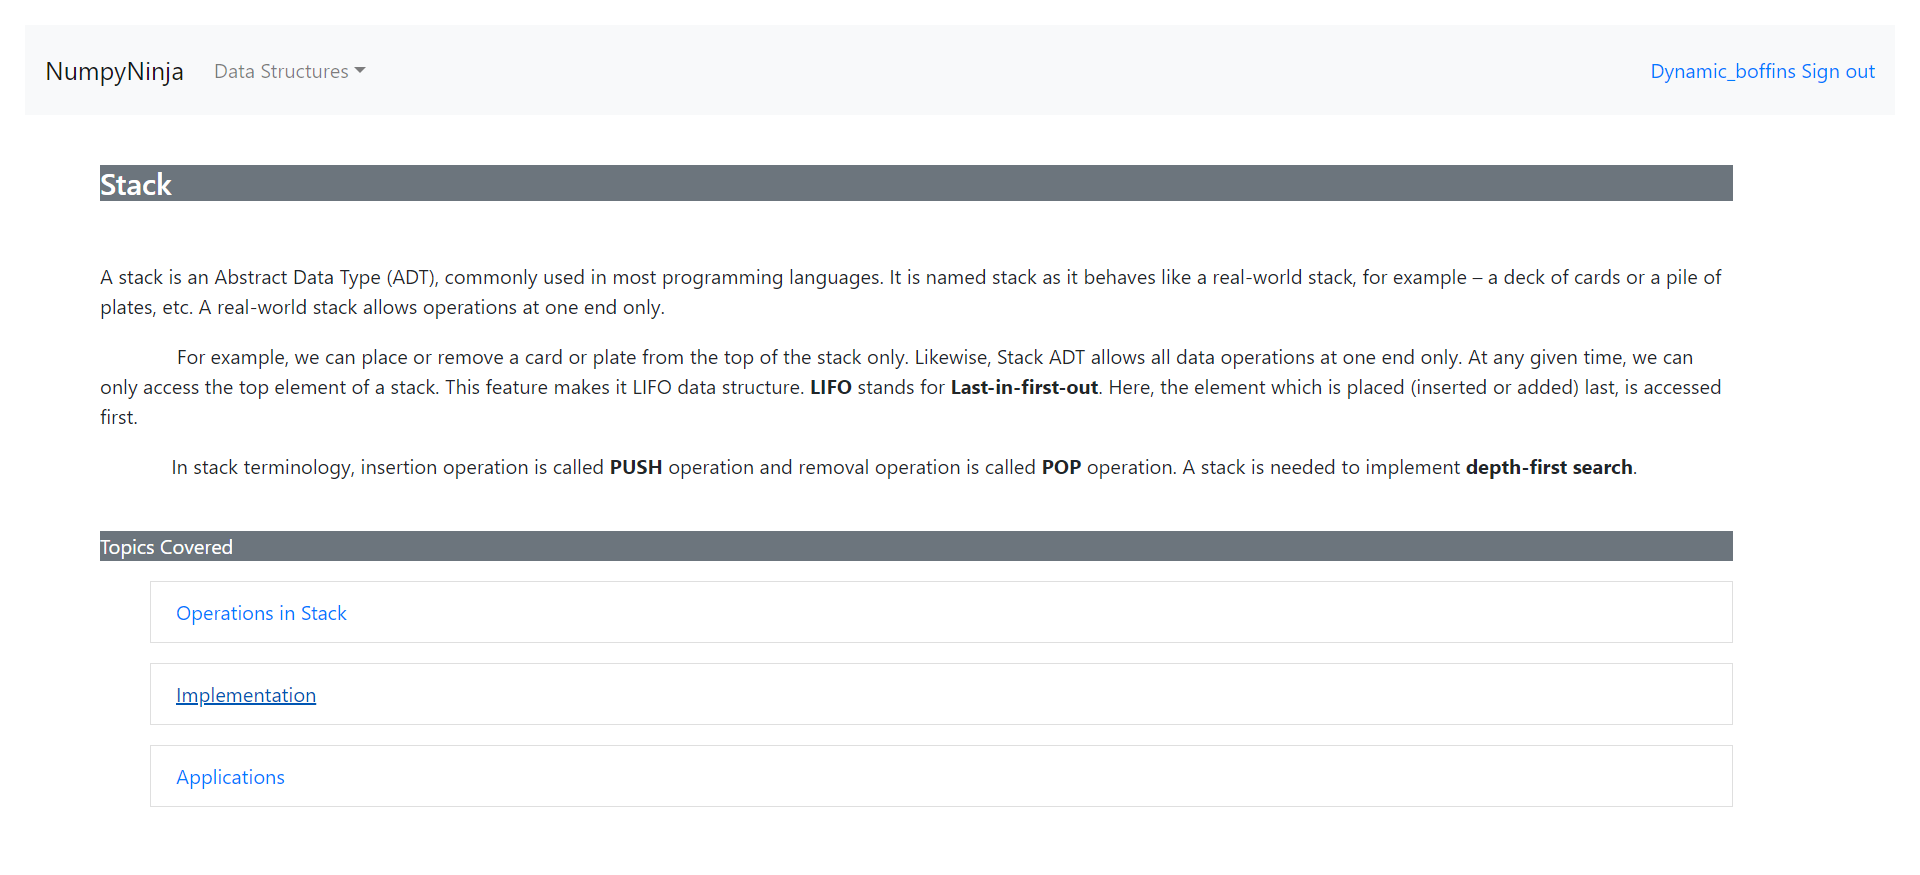 NumpyNinja Data Structures Dynamic_boffins Sign out
Stack
A stack is an Abstract Data Type (ADT), commonly used in most programming languages. It is named stack as it behaves like a real-world stack, for example – a deck of cards or a pile of
plates, etc. A real-world stack allows operations at one end only.
For example, we can place or remove a card or plate from the top of the stack only. Likewise, Stack ADT allows all data operations at one end only. At any given time, we can
only access the top element of a stack. This feature makes it LIFO data structure. LIFO stands for Last-in-first-out. Here, the element which is placed (inserted or added) last, is accessed
first.
In stack terminology, insertion operation is called PUSH operation and removal operation is called POP operation. A stack is needed to implement depth-first search.
Topics Covered
Operations in Stack
Implementation
Applications